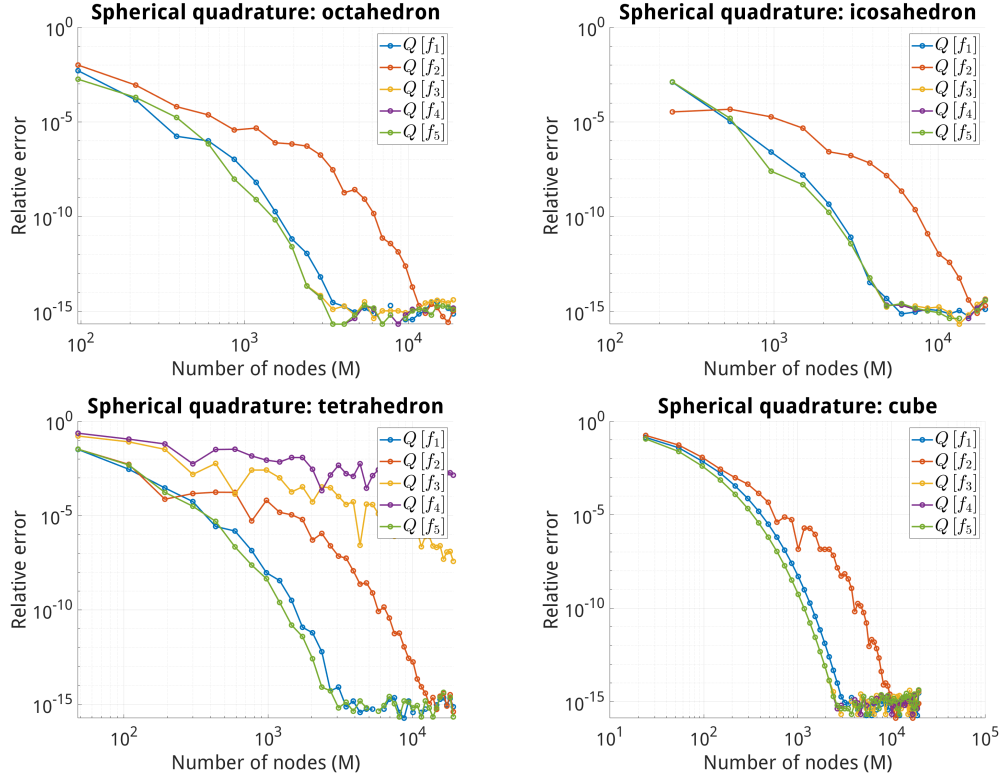 Spherical quadrature: octahedron
10^0
10^-5
10^-10
10^-15
Relative error
10^2
10^3
10^4
Number of nodes (M)
Q [f_1]
Q [f_2]
Q [f_3]
Q [f_4]
Q [f_5]
Spherical quadrature: icosahedron
10^0
10^-5
10^-10
10^-15
Relative error
10^2
10^3
10^4
Number of nodes (M)
Q [f_1]
Q [f_2]
Q [f_3]
Q [f_4]
Q [f_5]
Spherical quadrature: tetrahedron
10^0
10^-5
10^-10
10^-15
Relative error
10^2
10^3
10^4
Number of nodes (M)
Q [f_1]
Q [f_2]
Q [f_3]
Q [f_4]
Q [f_5]
Spherical quadrature: cube
10^0
10^-5
10^-10
10^-15
Relative error
10^1
10^2
10^3
10^4
10^5
Number of nodes (M)
Q [f_1]
Q [f_2]
Q [f_3]
Q [f_4]
Q [f_5]